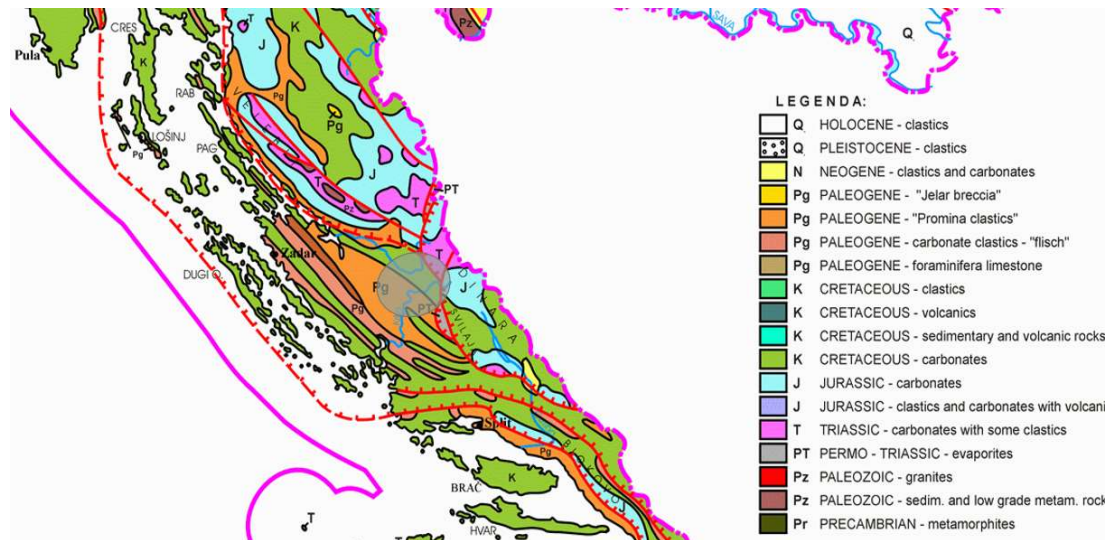 CRES
Pula
K
RAB
LOŠINJ
Pg
PAG
T
J
K
Pg
V E L E B I T
Pg
J
T
Pz
T
PT
Pz
SAVA
Q
Zadar
DUGI O.
Pg
Pg
PT
T
J
D I N A R A
SVILAJA
Split
Pg
BRAČ
K
HVAR
T
J
LEGENDA:
Q HOLOCENE - clastics
Q PLEISTOCENE - clastics
N NEOGENE - clastics and carbonates
Pg PALEOGENE - "Jelar breccia"
Pg PALEOGENE - "Promina clastics"
Pg PALEOGENE - carbonate clastics - "flisch"
Pg PALEOGENE - foraminifera limestone
K CRETACEOUS - clastics
K CRETACEOUS - volcanics
K CRETACEOUS - sedimentary and volcanic rocks
K CRETACEOUS - carbonates
J JURASSIC - carbonates
J JURASSIC - clastics and carbonates with volcani
T TRIASSIC - carbonates with some clastics
PT PERMO - TRIASSIC - evaporites
Pz PALEOZOIC - granites
Pz PALEOZOIC - sedim. and low grade metam. rock
Pr PRECAMBRIAN - metamorphites